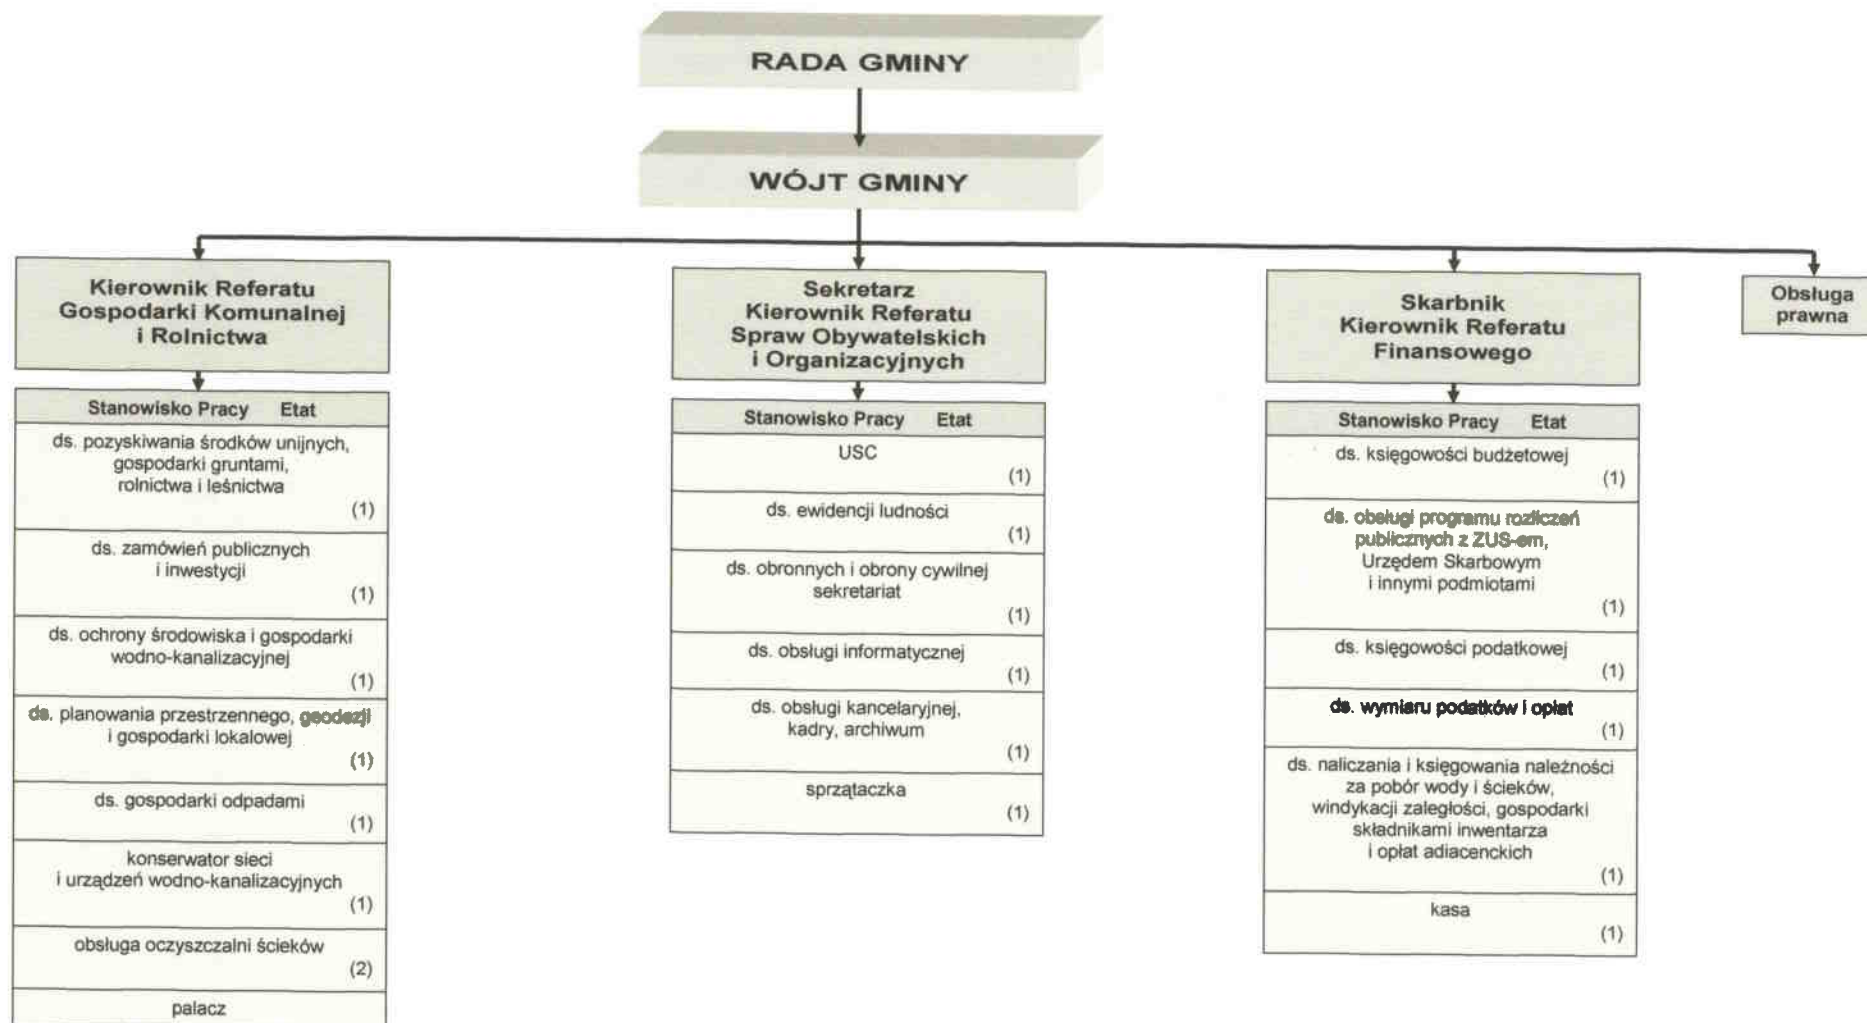 RADA GMINY
WÓJT GMINY
Kierownik Referatu
Gospodarki Komunalnej
i Rolnictwa
Stanowisko Pracy Etat
ds. pozyskiwania środków unijnych,
gospodarki gruntami,
rolnictwa i leśnictwa
(1)
ds. zamówień publicznych
i inwestycji
(1)
ds. ochrony środowiska i gospodarki
wodno-kanalizacyjnej
(1)
ds. planowania przestrzennego, geodezji
i gospodarki lokalowej
(1)
ds. gospodarki odpadami
(1)
konserwator sieci
i urządzeń wodno-kanalizacyjnych
(1)
obsługa oczyszczalni ścieków
(2)
palacz
Sekretarz
Kierownik Referatu
Spraw Obywatelskich
i Organizacyjnych
Stanowisko Pracy Etat
USC
(1)
ds. ewidencji ludności
(1)
ds. obronnych i obrony cywilnej
sekretariat
(1)
ds. obsługi informatycznej
(1)
ds. obsługi kancelaryjnej,
kadry, archiwum
(1)
sprzątaczka
(1)
Skarbnik
Kierownik Referatu
Finansowego
Stanowisko Pracy Etat
ds. księgowości budżetowej
(1)
ds. obsługi programu rozliczeń
publicznych z ZUS-em,
Urzędem Skarbowym
i innymi podmiotami
(1)
ds. księgowości podatkowej
(1)
ds. wymiaru podatków i opłat
(1)
ds. naliczania i księgowania należności
za pobór wody i ścieków,
windykacji zaległości, gospodarki
składnikami inwentarza
i opłat adiacenckich
(1)
kasa
(1)
Obsługa
prawna